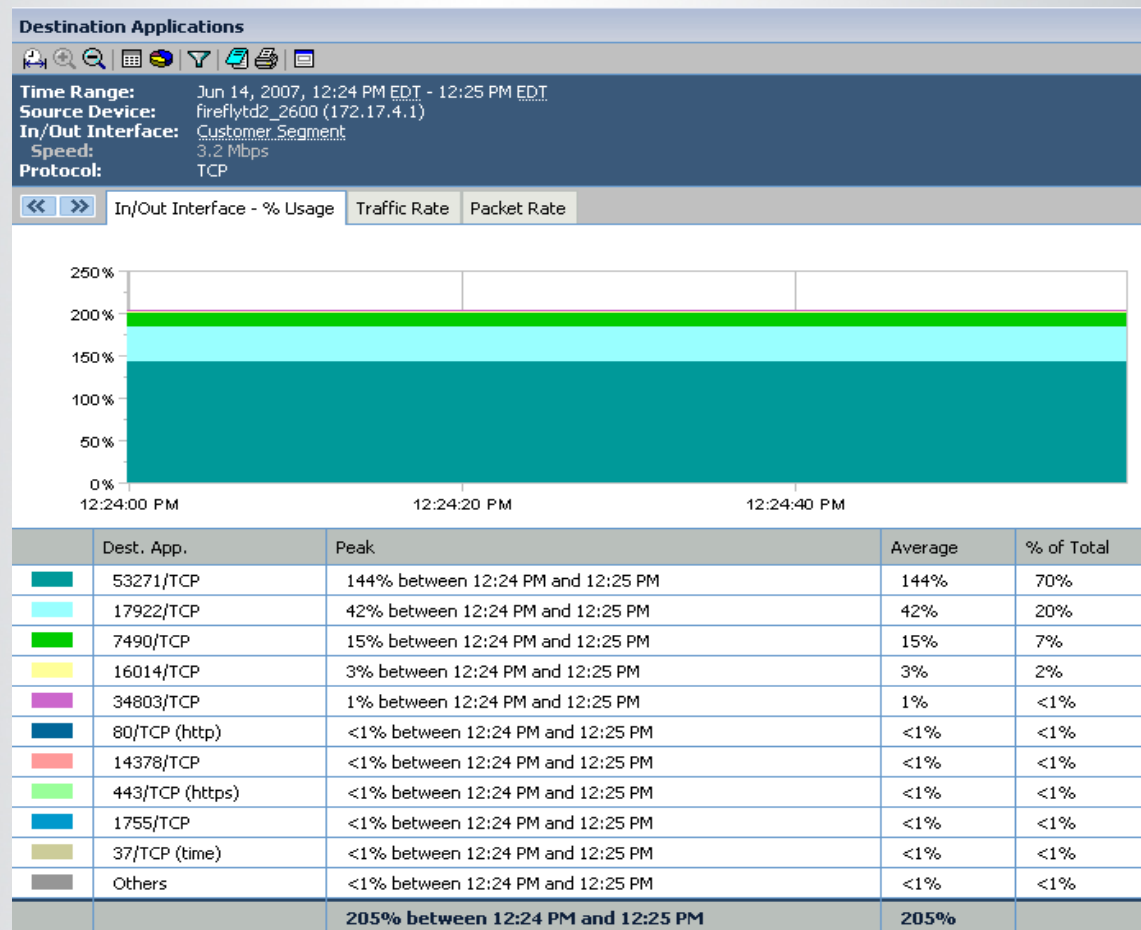 Destination Applications
Time Range: Jun 14, 2007, 12:24 PM EDT - 12:25 PM EDT
Source Device: fireflytd2_2600 (172.17.4.1)
In/Out Interface: Customer Segment
Speed: 3.2 Mbps
Protocol: TCP
In/Out Interface - % Usage Traffic Rate Packet Rate
250%
200%
150%
100%
50%
0%
12:24:00 PM 12:24:20 PM 12:24:40 PM
Dest. App. Peak Average % of Total
53271/TCP 144% between 12:24 PM and 12:25 PM 144% 70%
17922/TCP 42% between 12:24 PM and 12:25 PM 42% 20%
7490/TCP 15% between 12:24 PM and 12:25 PM 15% 7%
16014/TCP 3% between 12:24 PM and 12:25 PM 3% 2%
34803/TCP 1% between 12:24 PM and 12:25 PM 1% <1%
80/TCP (http) <1% between 12:24 PM and 12:25 PM <1% <1%
14378/TCP <1% between 12:24 PM and 12:25 PM <1% <1%
443/TCP (https) <1% between 12:24 PM and 12:25 PM <1% <1%
1755/TCP <1% between 12:24 PM and 12:25 PM <1% <1%
37/TCP (time) <1% between 12:24 PM and 12:25 PM <1% <1%
Others <1% between 12:24 PM and 12:25 PM <1% <1%
205% between 12:24 PM and 12:25 PM 205%